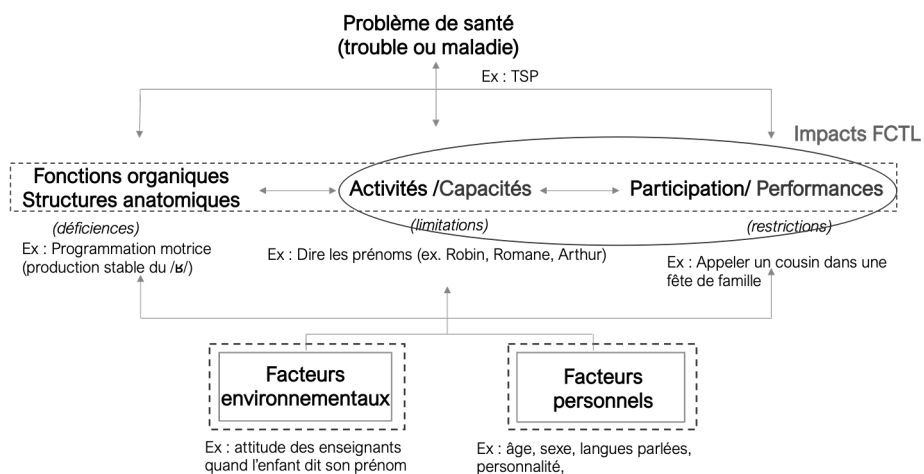 Problème de santé
(trouble ou maladie)
Ex : TSP
Impacts FCTL
Fonctions organiques
Structures anatomiques
Activités /Capacités
Participation/ Performances
(déficiences)
(limitations)
(restrictions)
Ex : Programmation motrice
(production stable du /ʁ/)
Ex : Dire les prénoms (ex. Robin, Romane, Arthur)
Ex : Appeler un cousin dans une
fête de famille
Facteurs
environnementaux
Facteurs
personnels
Ex : attitude des enseignants
quand l'enfant dit son prénom
Ex : âge, sexe, langues parlées,
personnalité,